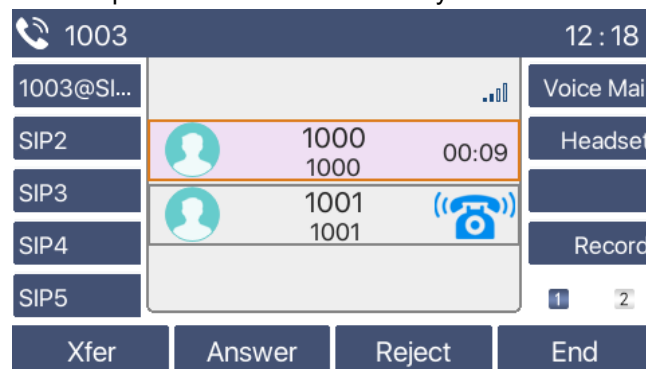 1003 12:18
1003@SI...
SIP2
SIP3
SIP4
SIP5
1000
1000
00:09
1001
1001
Voice Mai
Headset
Record
1 2
Xfer Answer Reject End